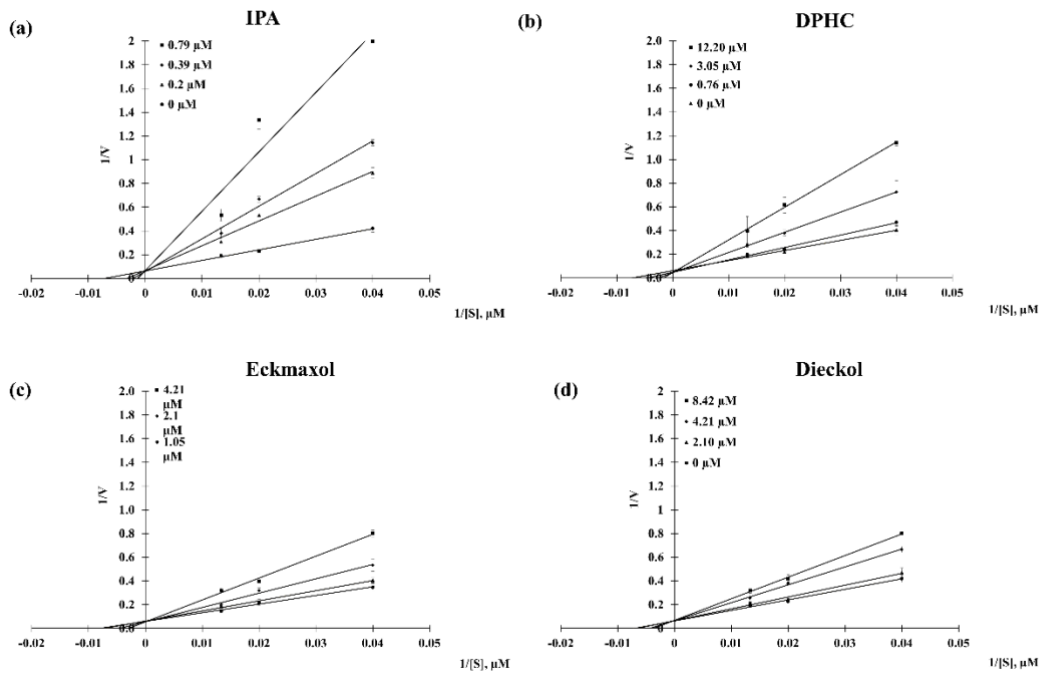 (a)
IPA
0.79 µM
0.39 µM
0.2 µM
0 µM
2
1.8
1.6
1.4
1.2
1
0.8
0.6
0.4
0.2
0
1/V
-0.02 -0.01 0 0.01 0.02 0.03 0.04 0.05
1/[S], µM
(b)
DPHC
12.20 µM
3.05 µM
0.76 µM
0 µM
2.0
1.8
1.6
1.4
1.2
1.0
0.8
0.6
0.4
0.2
0.0
1/V
-0.02 -0.01 0 0.01 0.02 0.03 0.04 0.05
1/[S], µM
(c)
Eckmaxol
4.21
µM
2.1
µM
1.05
µM
2.0
1.8
1.6
1.4
1.2
1.0
0.8
0.6
0.4
0.2
0
1/V
-0.02 -0.01 0 0.01 0.02 0.03 0.04 0.05
1/[S], µM
(d)
Dieckol
8.42 µM
4.21 µM
2.10 µM
0 µM
2.0
1.8
1.6
1.4
1.2
1
0.8
0.6
0.4
0.2
0
1/V
-0.02 -0.01 0 0.01 0.02 0.03 0.04 0.05
1/[S], µM